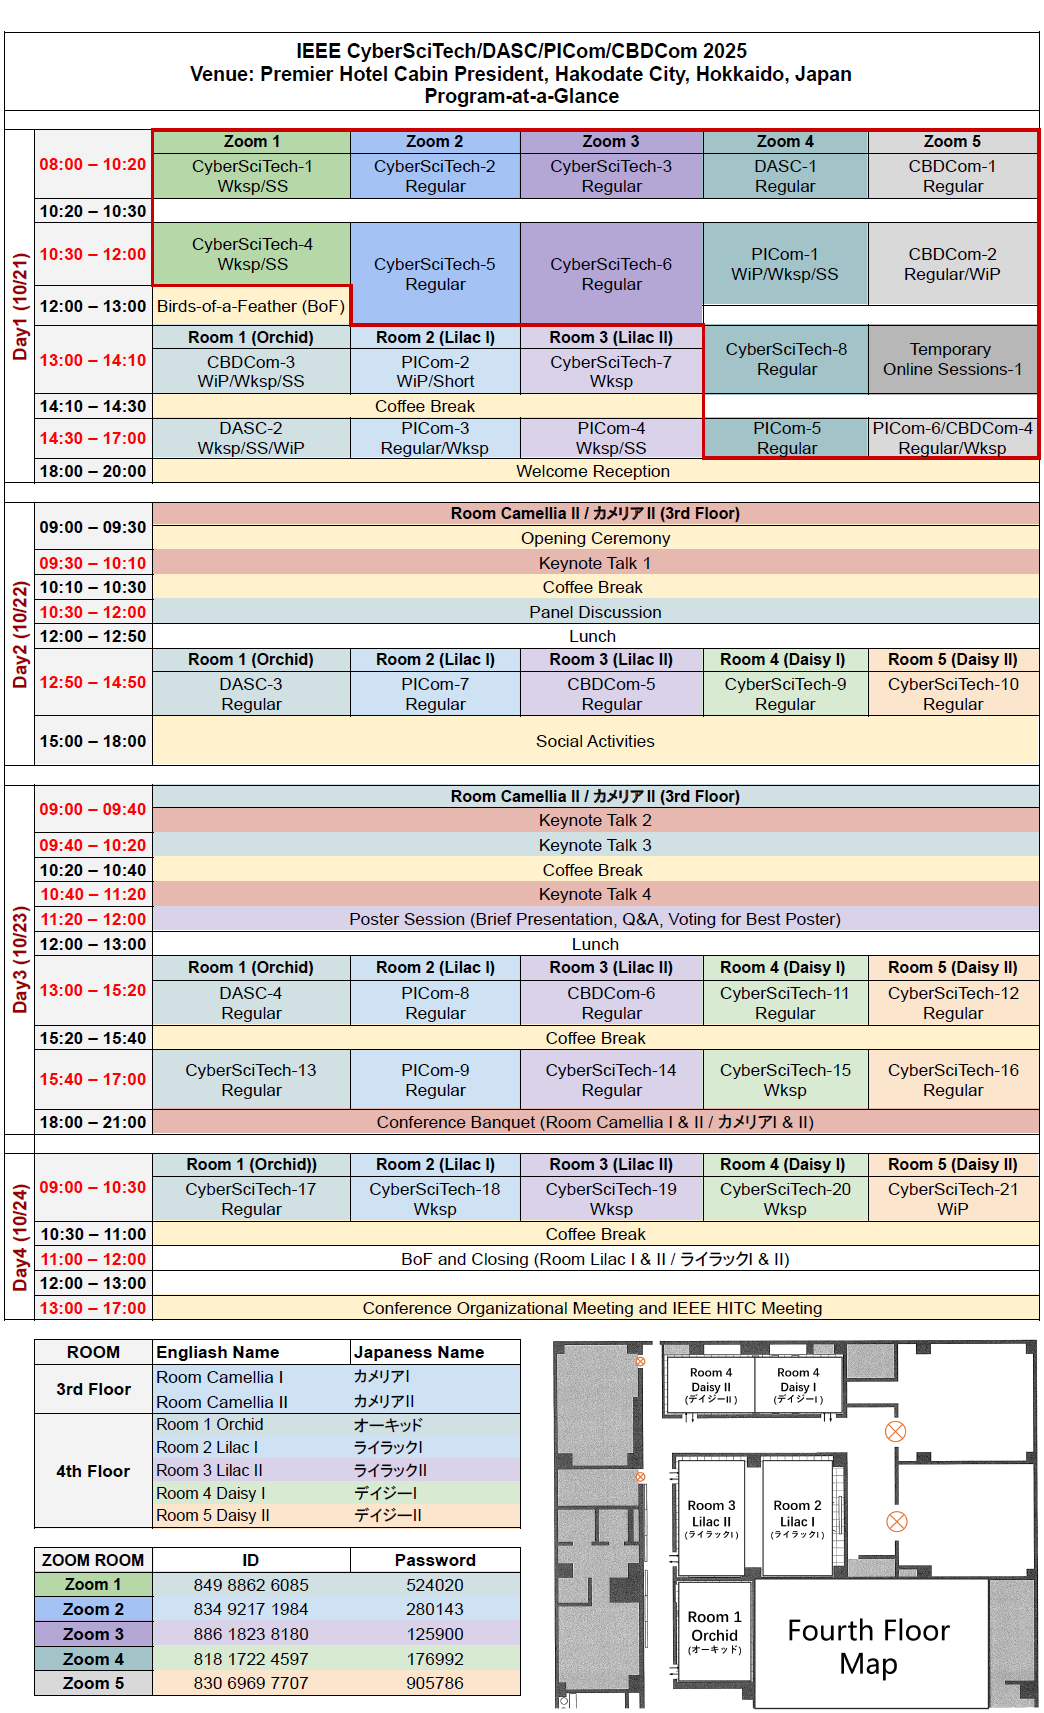 IEEE CyberSciTech/DASC/PICom/CBDCom 2025
Venue: Premier Hotel Cabin President, Hakodate City, Hokkaido, Japan
Program-at-a-Glance
Day1 (10/21)
08:00 – 10:20
Zoom 1
Zoom 2
Zoom 3
Zoom 4
Zoom 5
CyberSciTech-1
Wksp/SS
CyberSciTech-2
Regular
CyberSciTech-3
Regular
DASC-1
Regular
CBDCom-1
Regular
10:20 – 10:30
10:30 – 12:00
CyberSciTech-4
Wksp/SS
CyberSciTech-5
Regular
CyberSciTech-6
Regular
PICom-1
WiP/Wksp/SS
CBDCom-2
Regular/WiP
12:00 – 13:00
Birds-of-a-Feather (BoF)
13:00 – 14:10
Room 1 (Orchid)
Room 2 (Lilac I)
Room 3 (Lilac II)
CBDCom-3
WiP/Wksp/SS
PICom-2
WiP/Short
CyberSciTech-7
Wksp
CyberSciTech-8
Regular
Temporary
Online Sessions-1
14:10 – 14:30
Coffee Break
14:30 – 17:00
DASC-2
Wksp/SS/WiP
PICom-3
Regular/Wksp
PICom-4
Wksp/SS
PICom-5
Regular
PICom-6/CBDCom-4
Regular/Wksp
18:00 – 20:00
Welcome Reception
Day2 (10/22)
09:00 – 09:30
Room Camellia II / カメリアII (3rd Floor)
Opening Ceremony
09:30 – 10:10
Keynote Talk 1
10:10 – 10:30
Coffee Break
10:30 – 12:00
Panel Discussion
12:00 – 12:50
Lunch
12:50 – 14:50
Room 1 (Orchid)
Room 2 (Lilac I)
Room 3 (Lilac II)
Room 4 (Daisy I)
Room 5 (Daisy II)
DASC-3
Regular
PICom-7
Regular
CBDCom-5
Regular
CyberSciTech-9
Regular
CyberSciTech-10
Regular
15:00 – 18:00
Social Activities
Day3 (10/23)
09:00 – 09:40
Room Camellia II / カメリアII (3rd Floor)
Keynote Talk 2
09:40 – 10:20
Keynote Talk 3
10:20 – 10:40
Coffee Break
10:40 – 11:20
Keynote Talk 4
11:20 – 12:00
Poster Session (Brief Presentation, Q&A, Voting for Best Poster)
12:00 – 13:00
Lunch
13:00 – 15:20
Room 1 (Orchid)
Room 2 (Lilac I)
Room 3 (Lilac II)
Room 4 (Daisy I)
Room 5 (Daisy II)
DASC-4
Regular
PICom-8
Regular
CBDCom-6
Regular
CyberSciTech-11
Regular
CyberSciTech-12
Regular
15:20 – 15:40
Coffee Break
15:40 – 17:00
CyberSciTech-13
Regular
PICom-9
Regular
CyberSciTech-14
Regular
CyberSciTech-15
Wksp
CyberSciTech-16
Regular
18:00 – 21:00
Conference Banquet (Room Camellia I & II / カメリアI & II)
Day4 (10/24)
09:00 – 10:30
Room 1 (Orchid))
Room 2 (Lilac I)
Room 3 (Lilac II)
Room 4 (Daisy I)
Room 5 (Daisy II)
CyberSciTech-17
Regular
CyberSciTech-18
Wksp
CyberSciTech-19
Wksp
CyberSciTech-20
Wksp
CyberSciTech-21
WiP
10:30 – 11:00
Coffee Break
11:00 – 12:00
BoF and Closing (Room Lilac I & II / ライラックI & II)
12:00 – 13:00
13:00 – 17:00
Conference Organizational Meeting and IEEE HITC Meeting
ROOM
Engliash Name
Japaness Name
3rd Floor
Room Camellia I
カメリアI
Room Camellia II
カメリアII
4th Floor
Room 1 Orchid
オーキッド
Room 2 Lilac I
ライラックI
Room 3 Lilac II
ライラックII
Room 4 Daisy I
デイジーI
Room 5 Daisy II
デイジーII
ZOOM ROOM
ID
Password
Zoom 1
849 8862 6085
524020
Zoom 2
834 9217 1984
280143
Zoom 3
886 1823 8180
125900
Zoom 4
818 1722 4597
176992
Zoom 5
830 6969 7707
905786
Room 4
Daisy II
(デイジーII)
Room 4
Daisy I
(デイジーI)
Room 3
Lilac II
(ライラックI)
Room 2
Lilac I
(ライラックI)
Room 1
Orchid
(オーキッド)
Fourth Floor
Map